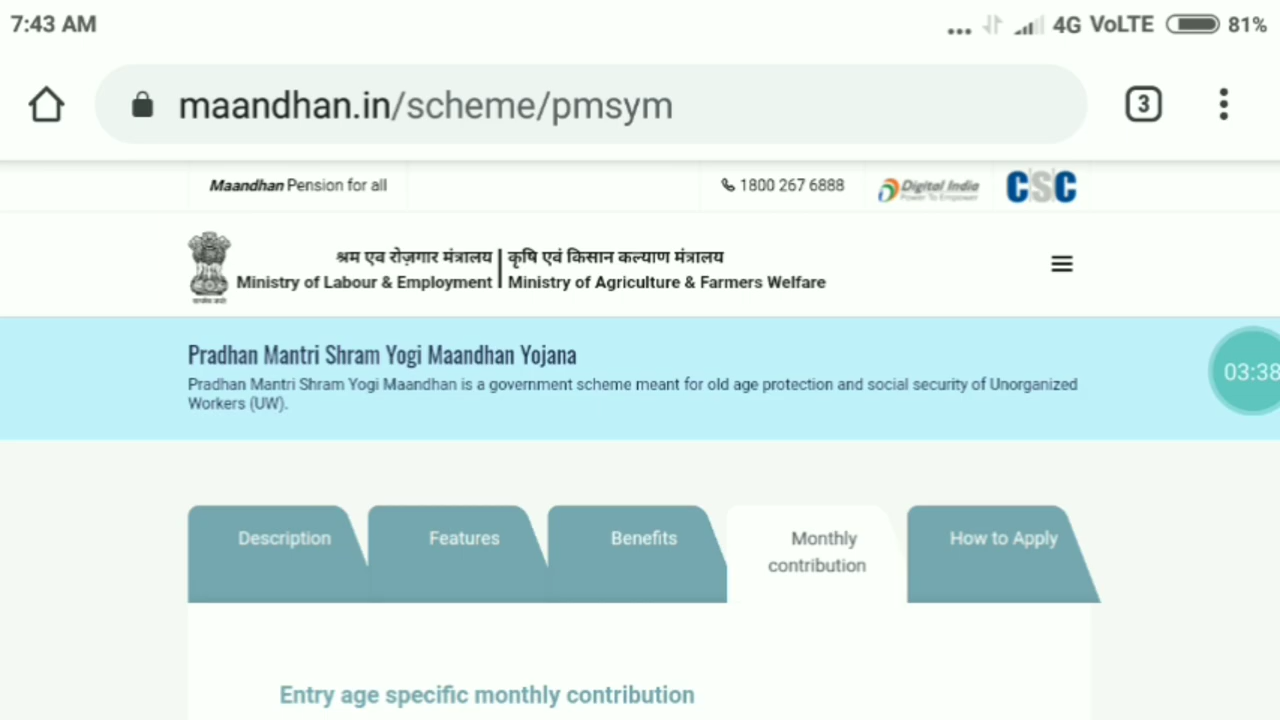 7:43 AM
4G VoLTE 81%
maandhan.in/scheme/pmsym
3
Maandhan Pension for all
1800 267 6888
Digital India
Power To Empower
CSC
श्रम एवं रोज़गार मंत्रालय
कृषि एवं किसान कल्याण मंत्रालय
Ministry of Labour & Employment
Ministry of Agriculture & Farmers Welfare
Pradhan Mantri Shram Yogi Maandhan Yojana
Pradhan Mantri Shram Yogi Maandhan is a government scheme meant for old age protection and social security of Unorganized
Workers (UW).
03:38
Description
Features
Benefits
Monthly
contribution
How to Apply
Entry age specific monthly contribution